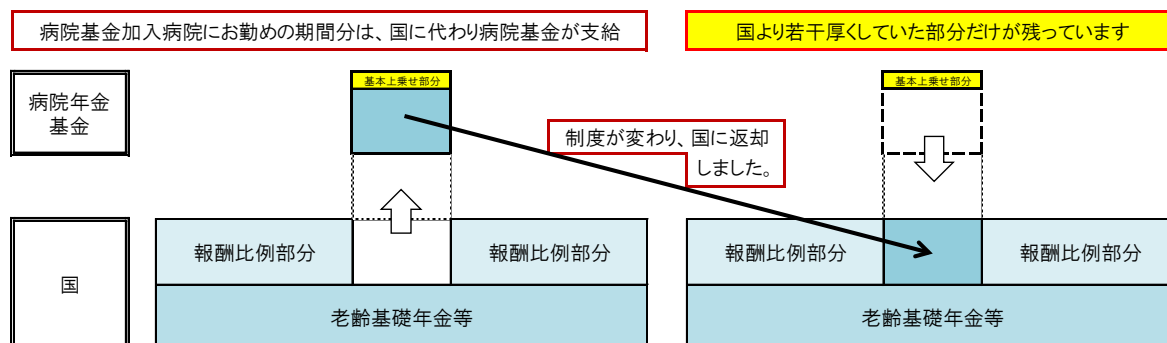 病院基金加入病院にお勤めの期間分は、国に代わり病院基金が支給
国より若干厚くしていた部分だけが残っています
病院年金
基金
基本上乗せ部分
基本上乗せ部分
制度が変わり、国に返却
しました。
国
報酬比例部分
報酬比例部分
報酬比例部分
報酬比例部分
老齢基礎年金等
老齢基礎年金等